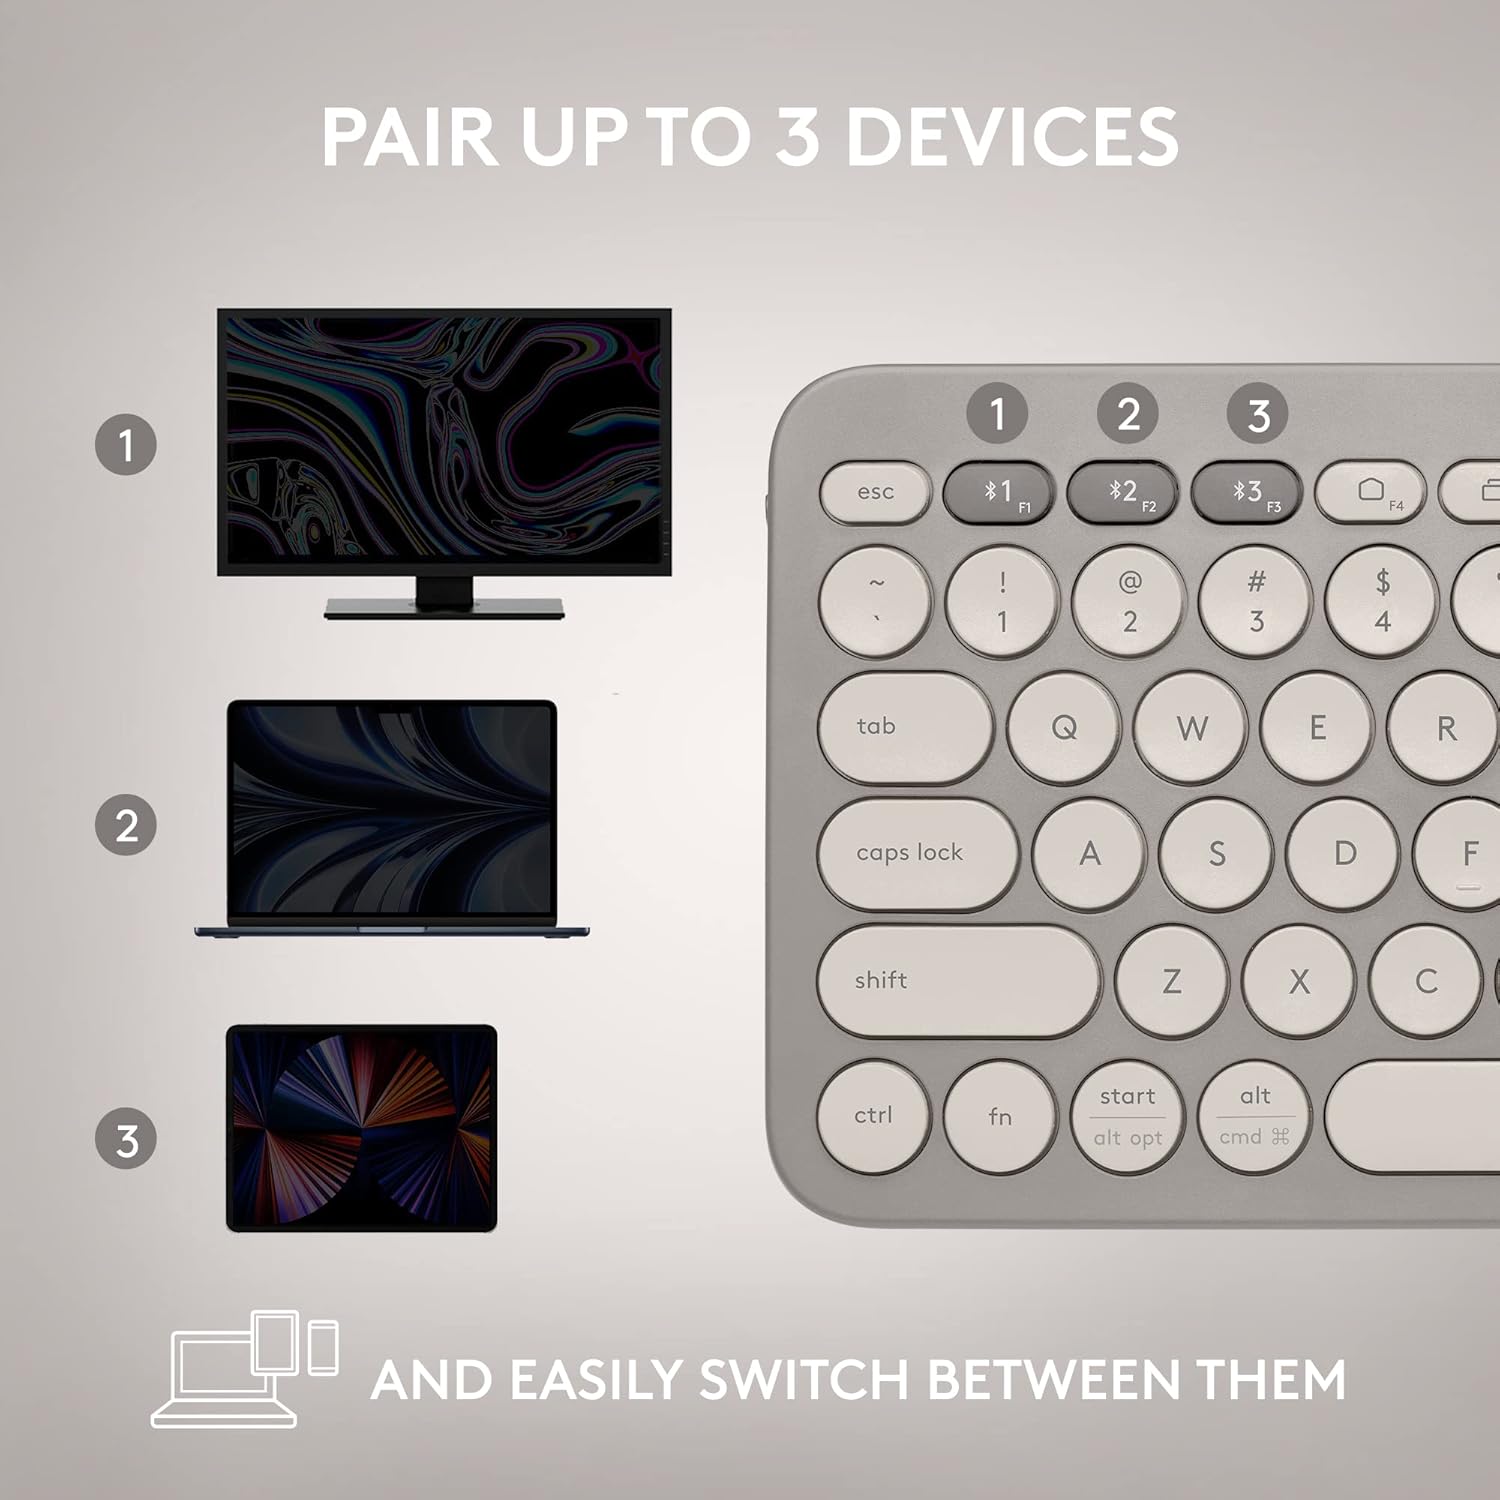 PAIR UP TO 3 DEVICES
1
2
3
1 2 3
esc 1 F1 2 F2 3 F3 F4
~ ! @ # $
` 1 2 3 4
tab Q W E R
caps lock A S D F
shift Z X C
ctrl fn start alt
alt opt cmd ⌘
AND EASILY SWITCH BETWEEN THEM